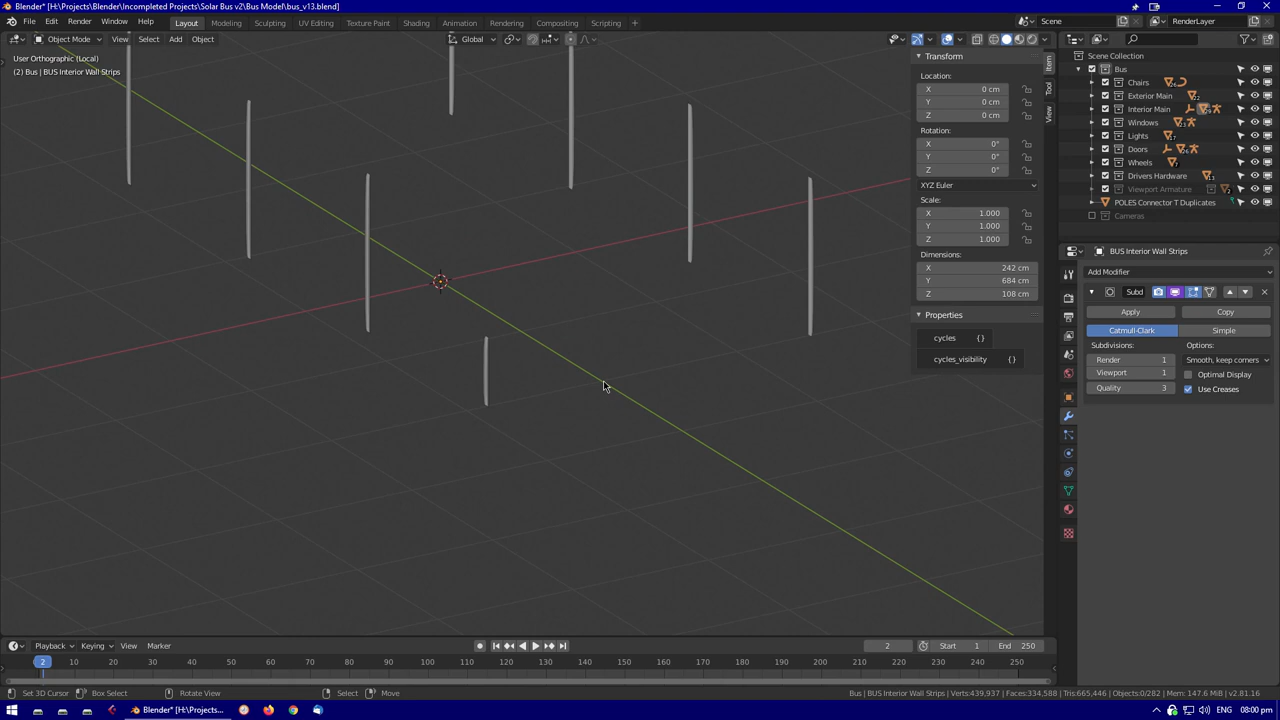 Blender* [H:\Projects\Blender\Incompleted Projects\Solar Bus v2\Bus Model\bus_v13.blend]
File Edit Render Window Help Layout Modeling Sculpting UV Editing Texture Paint Shading Animation Rendering Compositing Scripting + Scene RenderLayer
Object Mode View Select Add Object Global
User Orthographic (Local)
(2) Bus | BUS Interior Wall Strips
Transform
Location:
X 0 cm
Y 0 cm
Z 0 cm
Rotation:
X 0°
Y 0°
Z 0°
XYZ Euler
Scale:
X 1.000
Y 1.000
Z 1.000
Dimensions:
X 242 cm
Y 684 cm
Z 108 cm
Properties
cycles {}
cycles_visibility {}
Item
Tool
View
Scene Collection
Bus
Chairs
Exterior Main
Interior Main
Windows
Lights
Doors
Wheels
Drivers Hardware
Viewport Armature
POLES Connector T Duplicates
Cameras
BUS Interior Wall Strips
Add Modifier
Subd
Apply Copy
Catmull-Clark Simple
Subdivisions: Options:
Render 1 Smooth, keep corners
Viewport 1 Optimal Display
Quality 3 Use Creases
Playback Keying View Marker 2 Start 1 End 250
2 10 20 30 40 50 60 70 80 90 100 110 120 130 140 150 160 170 180 190 200 210 220 230 240 250
Set 3D Cursor Box Select Rotate View Select Move Bus | BUS Interior Wall Strips | Verts:439,937 | Faces:334,588 | Tris:665,446 | Objects:0/282 | Mem: 147.6 MiB | v2.81.16
Blender* [H:\Projects... ENG 08:00 pm